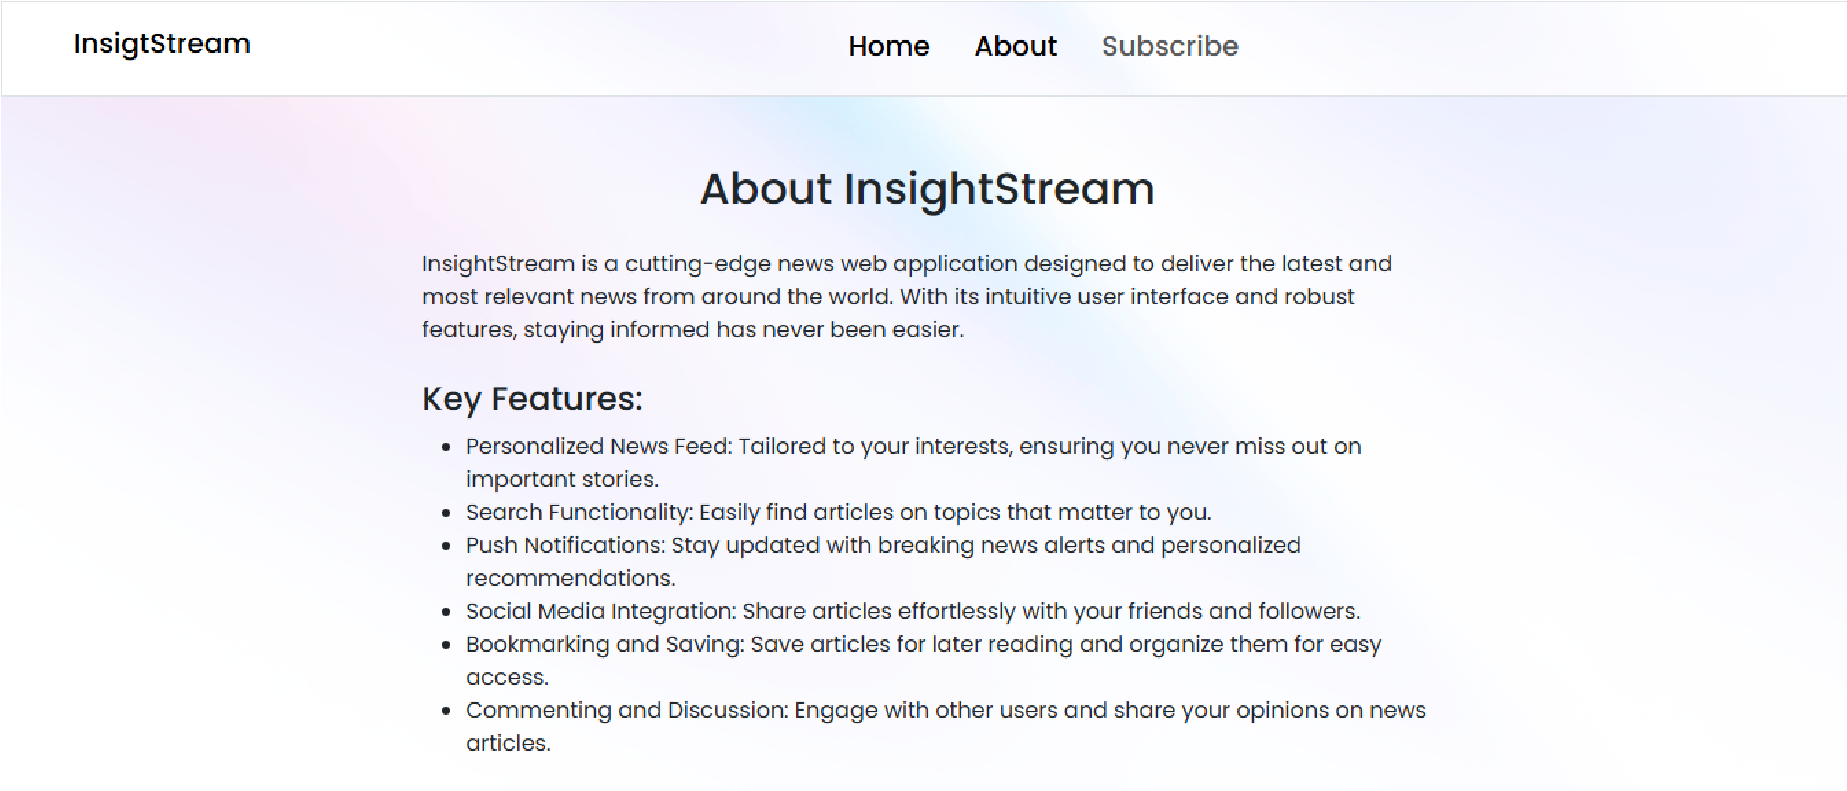 InsigtStream
Home About Subscribe
About InsightStream
InsightStream is a cutting-edge news web application designed to deliver the latest and
most relevant news from around the world. With its intuitive user interface and robust
features, staying informed has never been easier.
Key Features:
• Personalized News Feed: Tailored to your interests, ensuring you never miss out on
important stories.
• Search Functionality: Easily find articles on topics that matter to you.
• Push Notifications: Stay updated with breaking news alerts and personalized
recommendations.
• Social Media Integration: Share articles effortlessly with your friends and followers.
• Bookmarking and Saving: Save articles for later reading and organize them for easy
access.
• Commenting and Discussion: Engage with other users and share your opinions on news
articles.